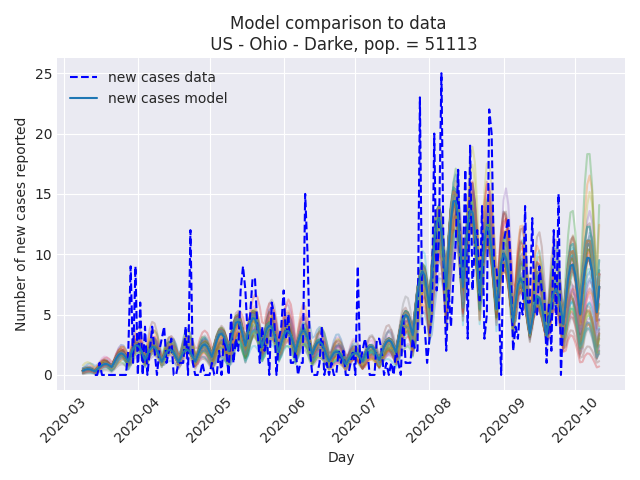 Model comparison to data
US - Ohio - Darke, pop. = 51113
new cases data
new cases model
Number of new cases reported
25
20
15
10
5
0
2020-03
2020-04
2020-05
2020-06
2020-07
2020-08
2020-09
2020-10
Day